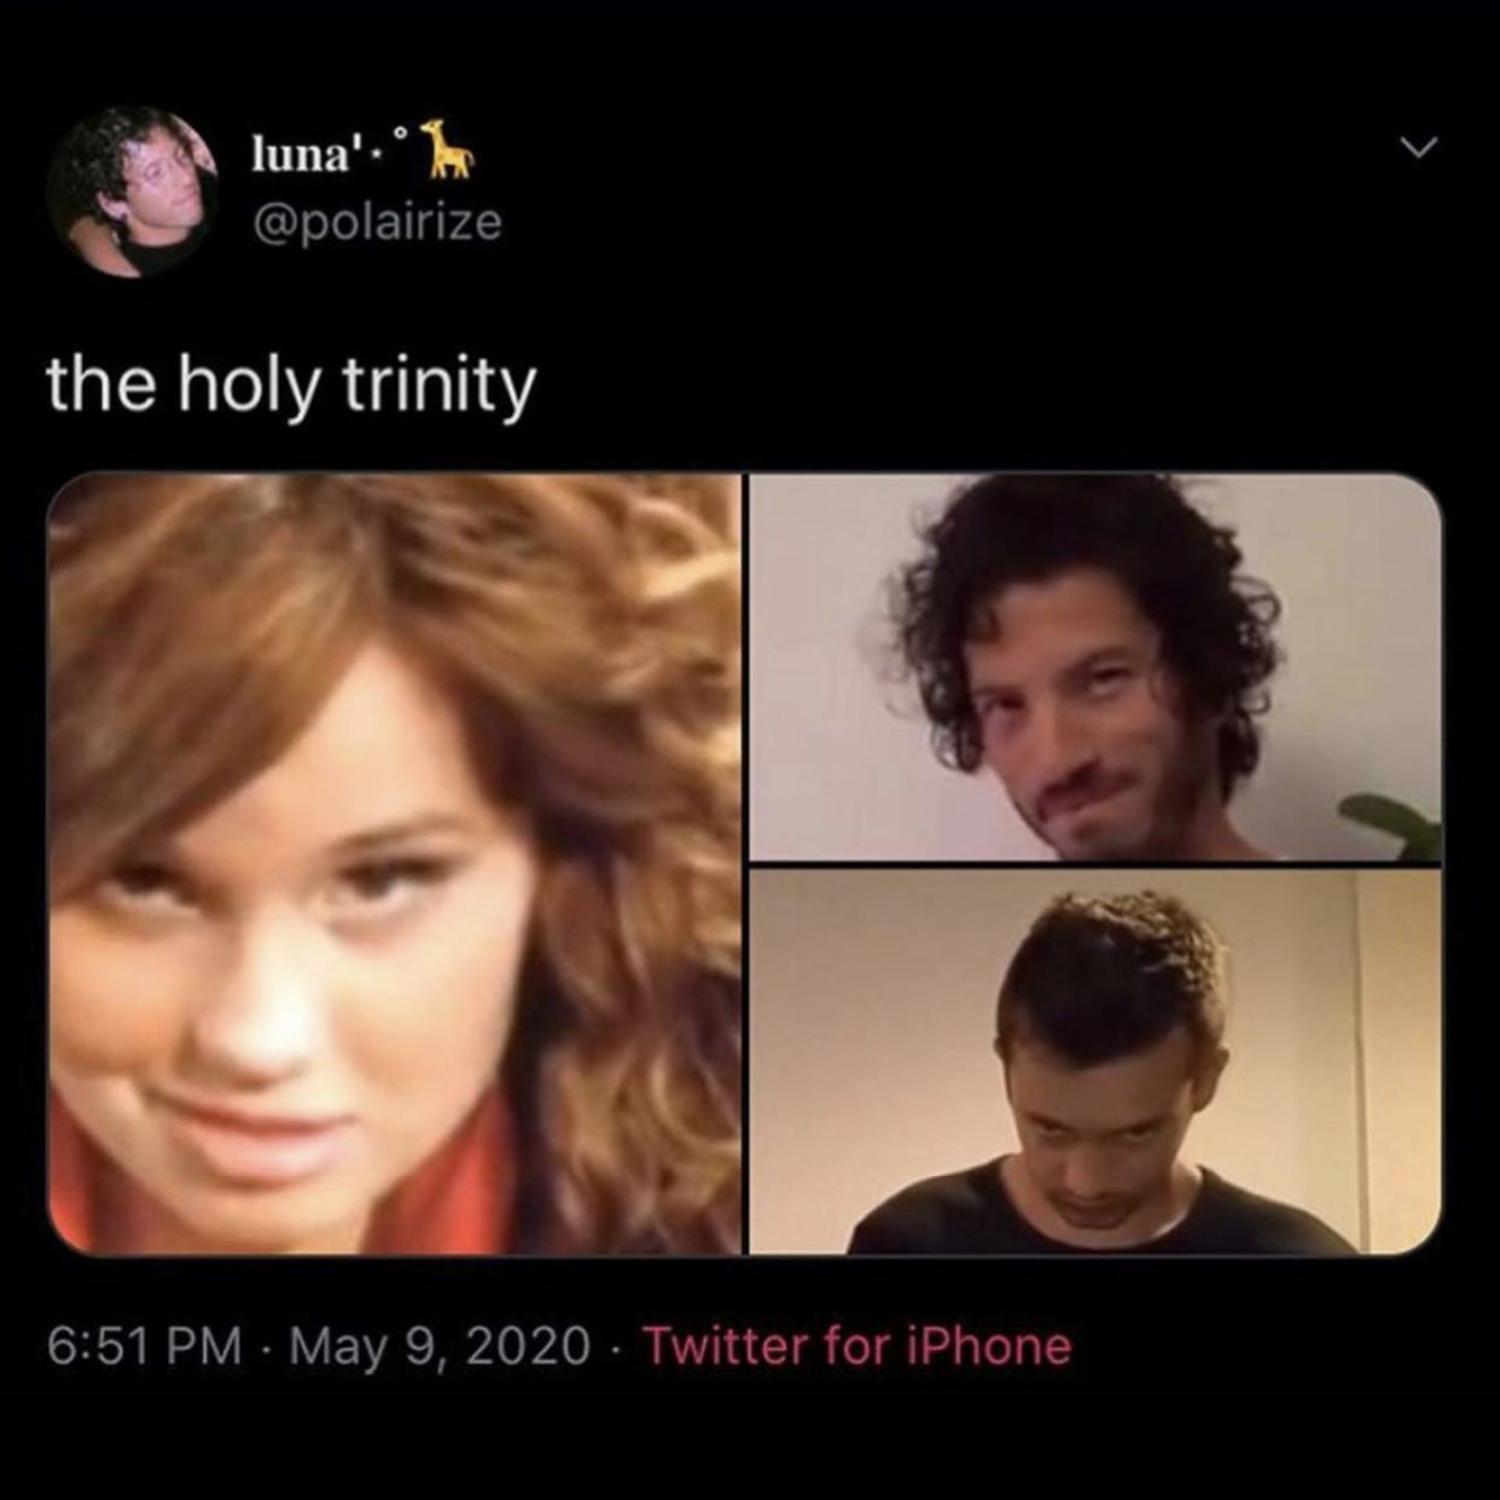 luna'⋆˚🦒
@polairize
the holy trinity
6:51 PM · May 9, 2020 · Twitter for iPhone